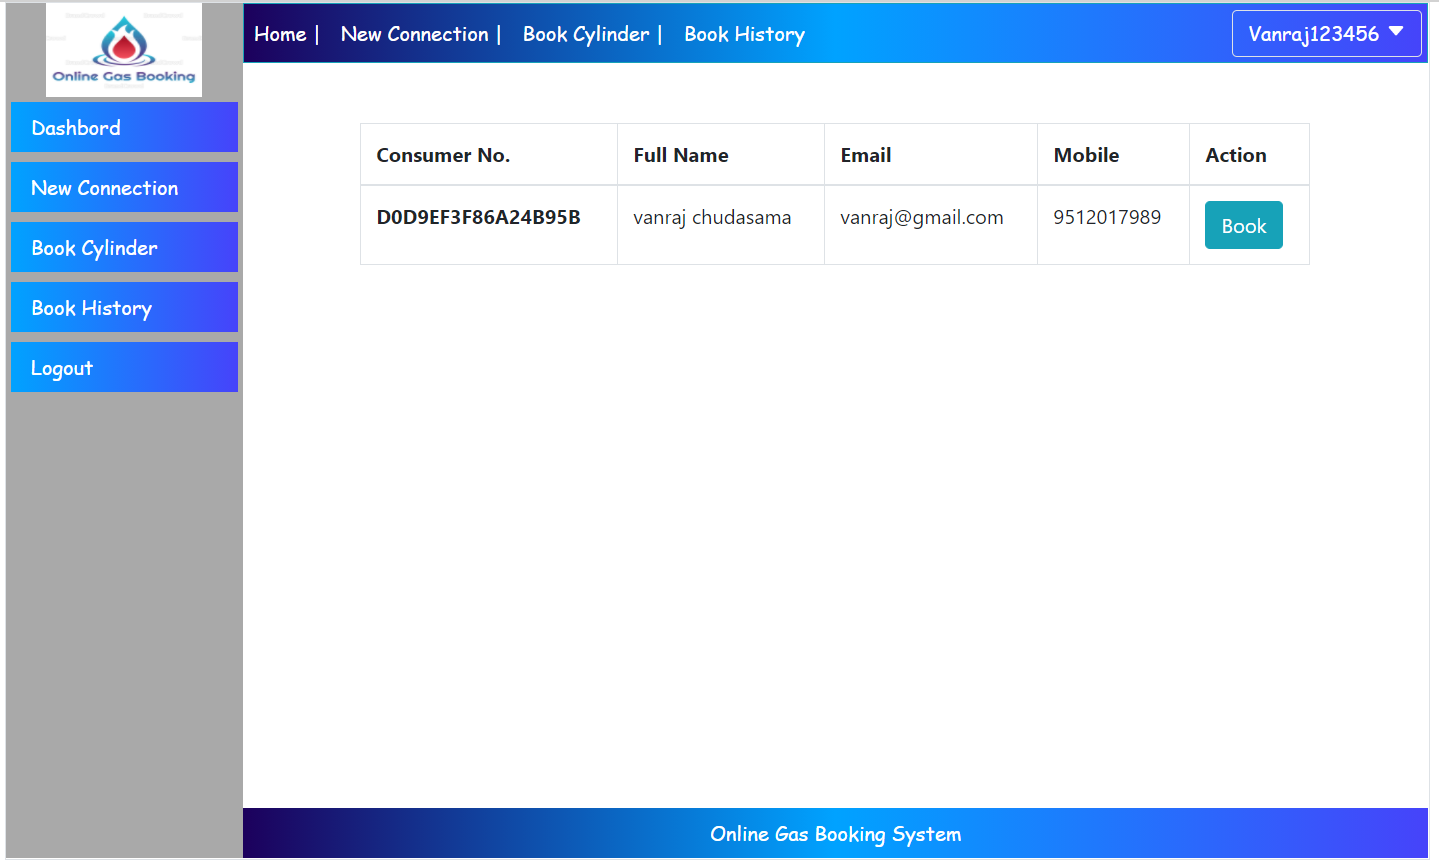 Online Gas Booking
Home | New Connection | Book Cylinder | Book History
Vanraj123456
Dashbord
New Connection
Book Cylinder
Book History
Logout
Consumer No. Full Name Email Mobile Action
D0D9EF3F86A24B95B vanraj chudasama vanraj@gmail.com 9512017989 Book
Online Gas Booking System